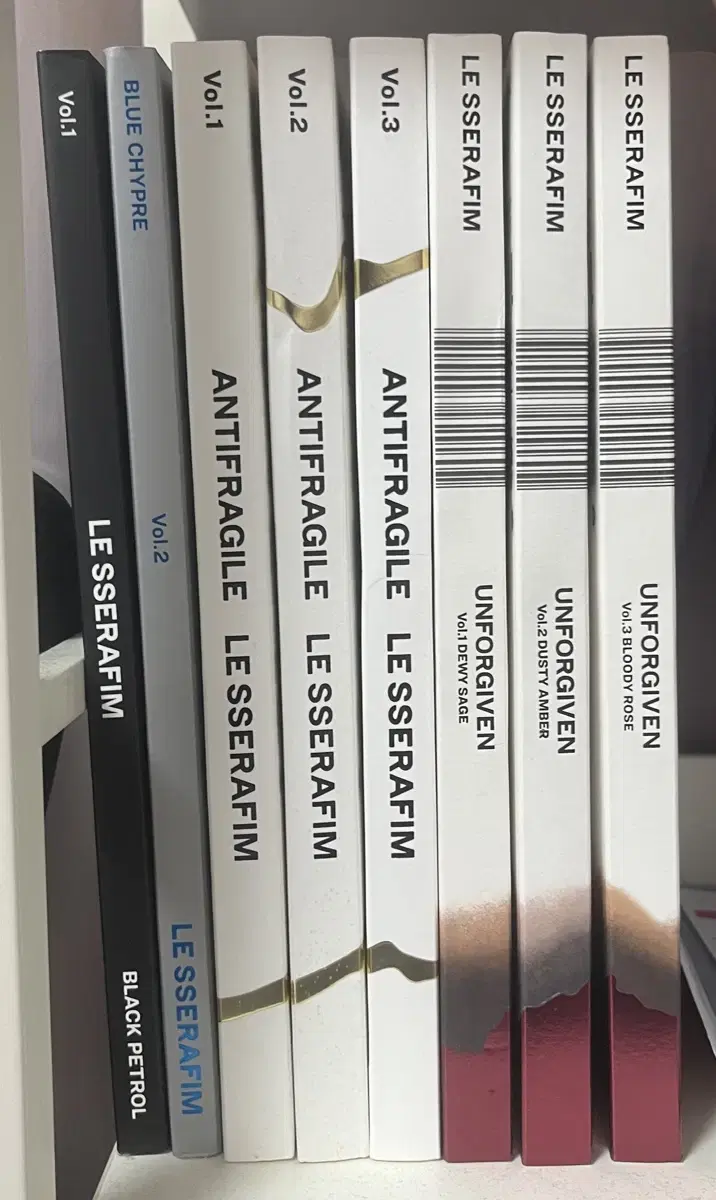 Vol.1
LE SSERAFIM
BLACK PETROL
BLUE CHYPRE
Vol.2
LE SSERAFIM
Vol.1
ANTIFRAGILE LE SSERAFIM
Vol.2
ANTIFRAGILE LE SSERAFIM
Vol.3
ANTIFRAGILE LE SSERAFIM
LE SSERAFIM
UNFORGIVEN
Vol.1 DEWY SAGE
LE SSERAFIM
UNFORGIVEN
Vol.2 DUSTY AMBER
LE SSERAFIM
UNFORGIVEN
Vol.3 BLOODY ROSE